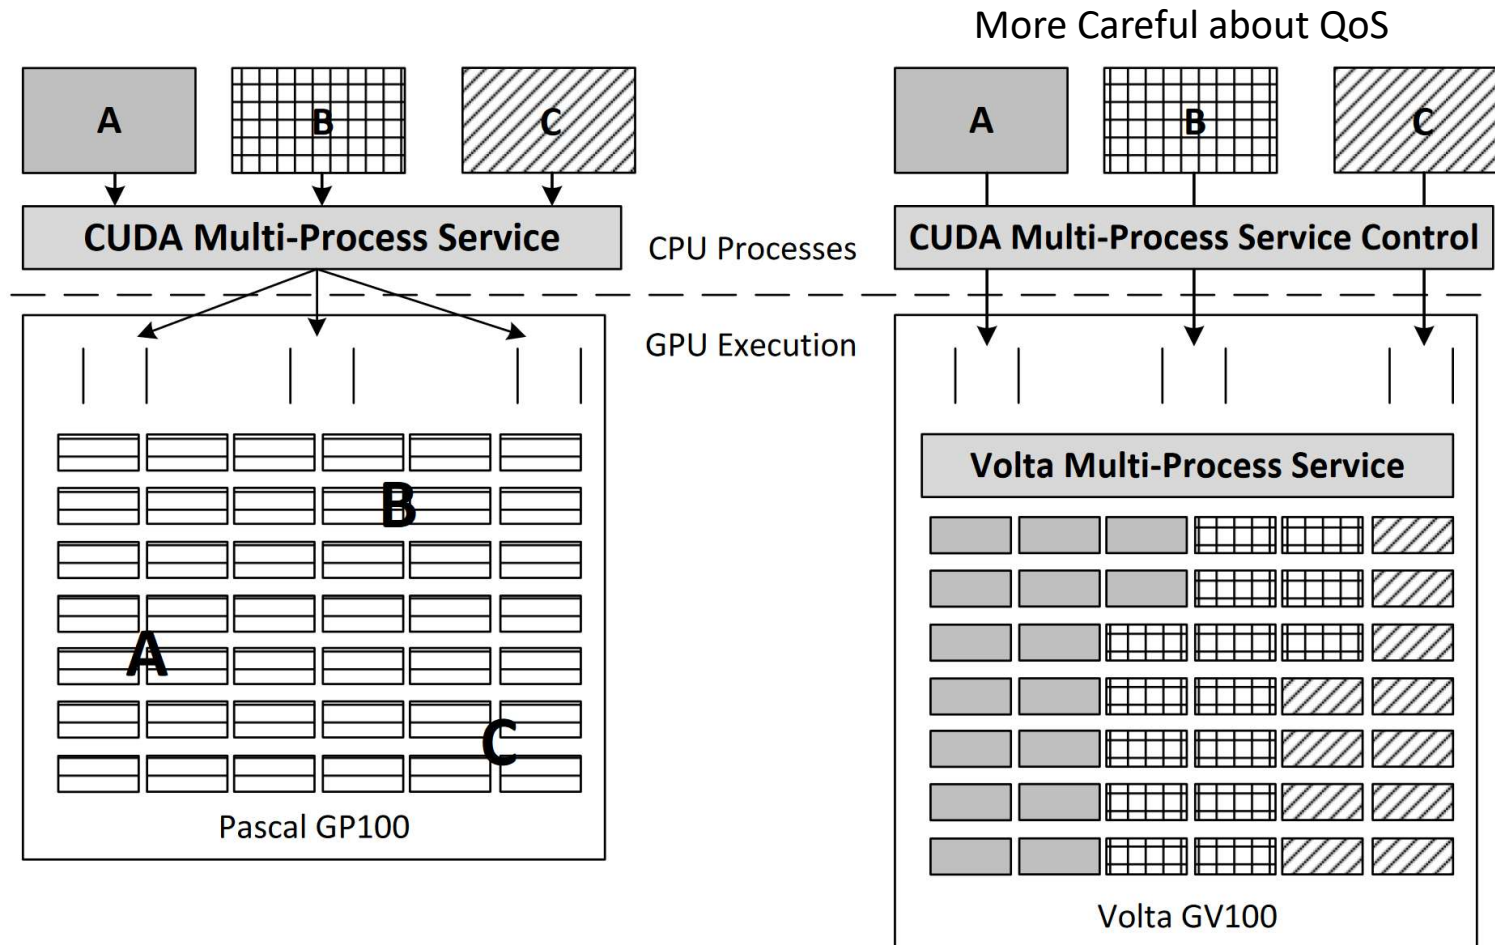 More Careful about QoS
A
B
C
A
B
C
CUDA Multi-Process Service
CPU Processes
CUDA Multi-Process Service Control
GPU Execution
Volta Multi-Process Service
B
A
C
Pascal GP100
Volta GV100